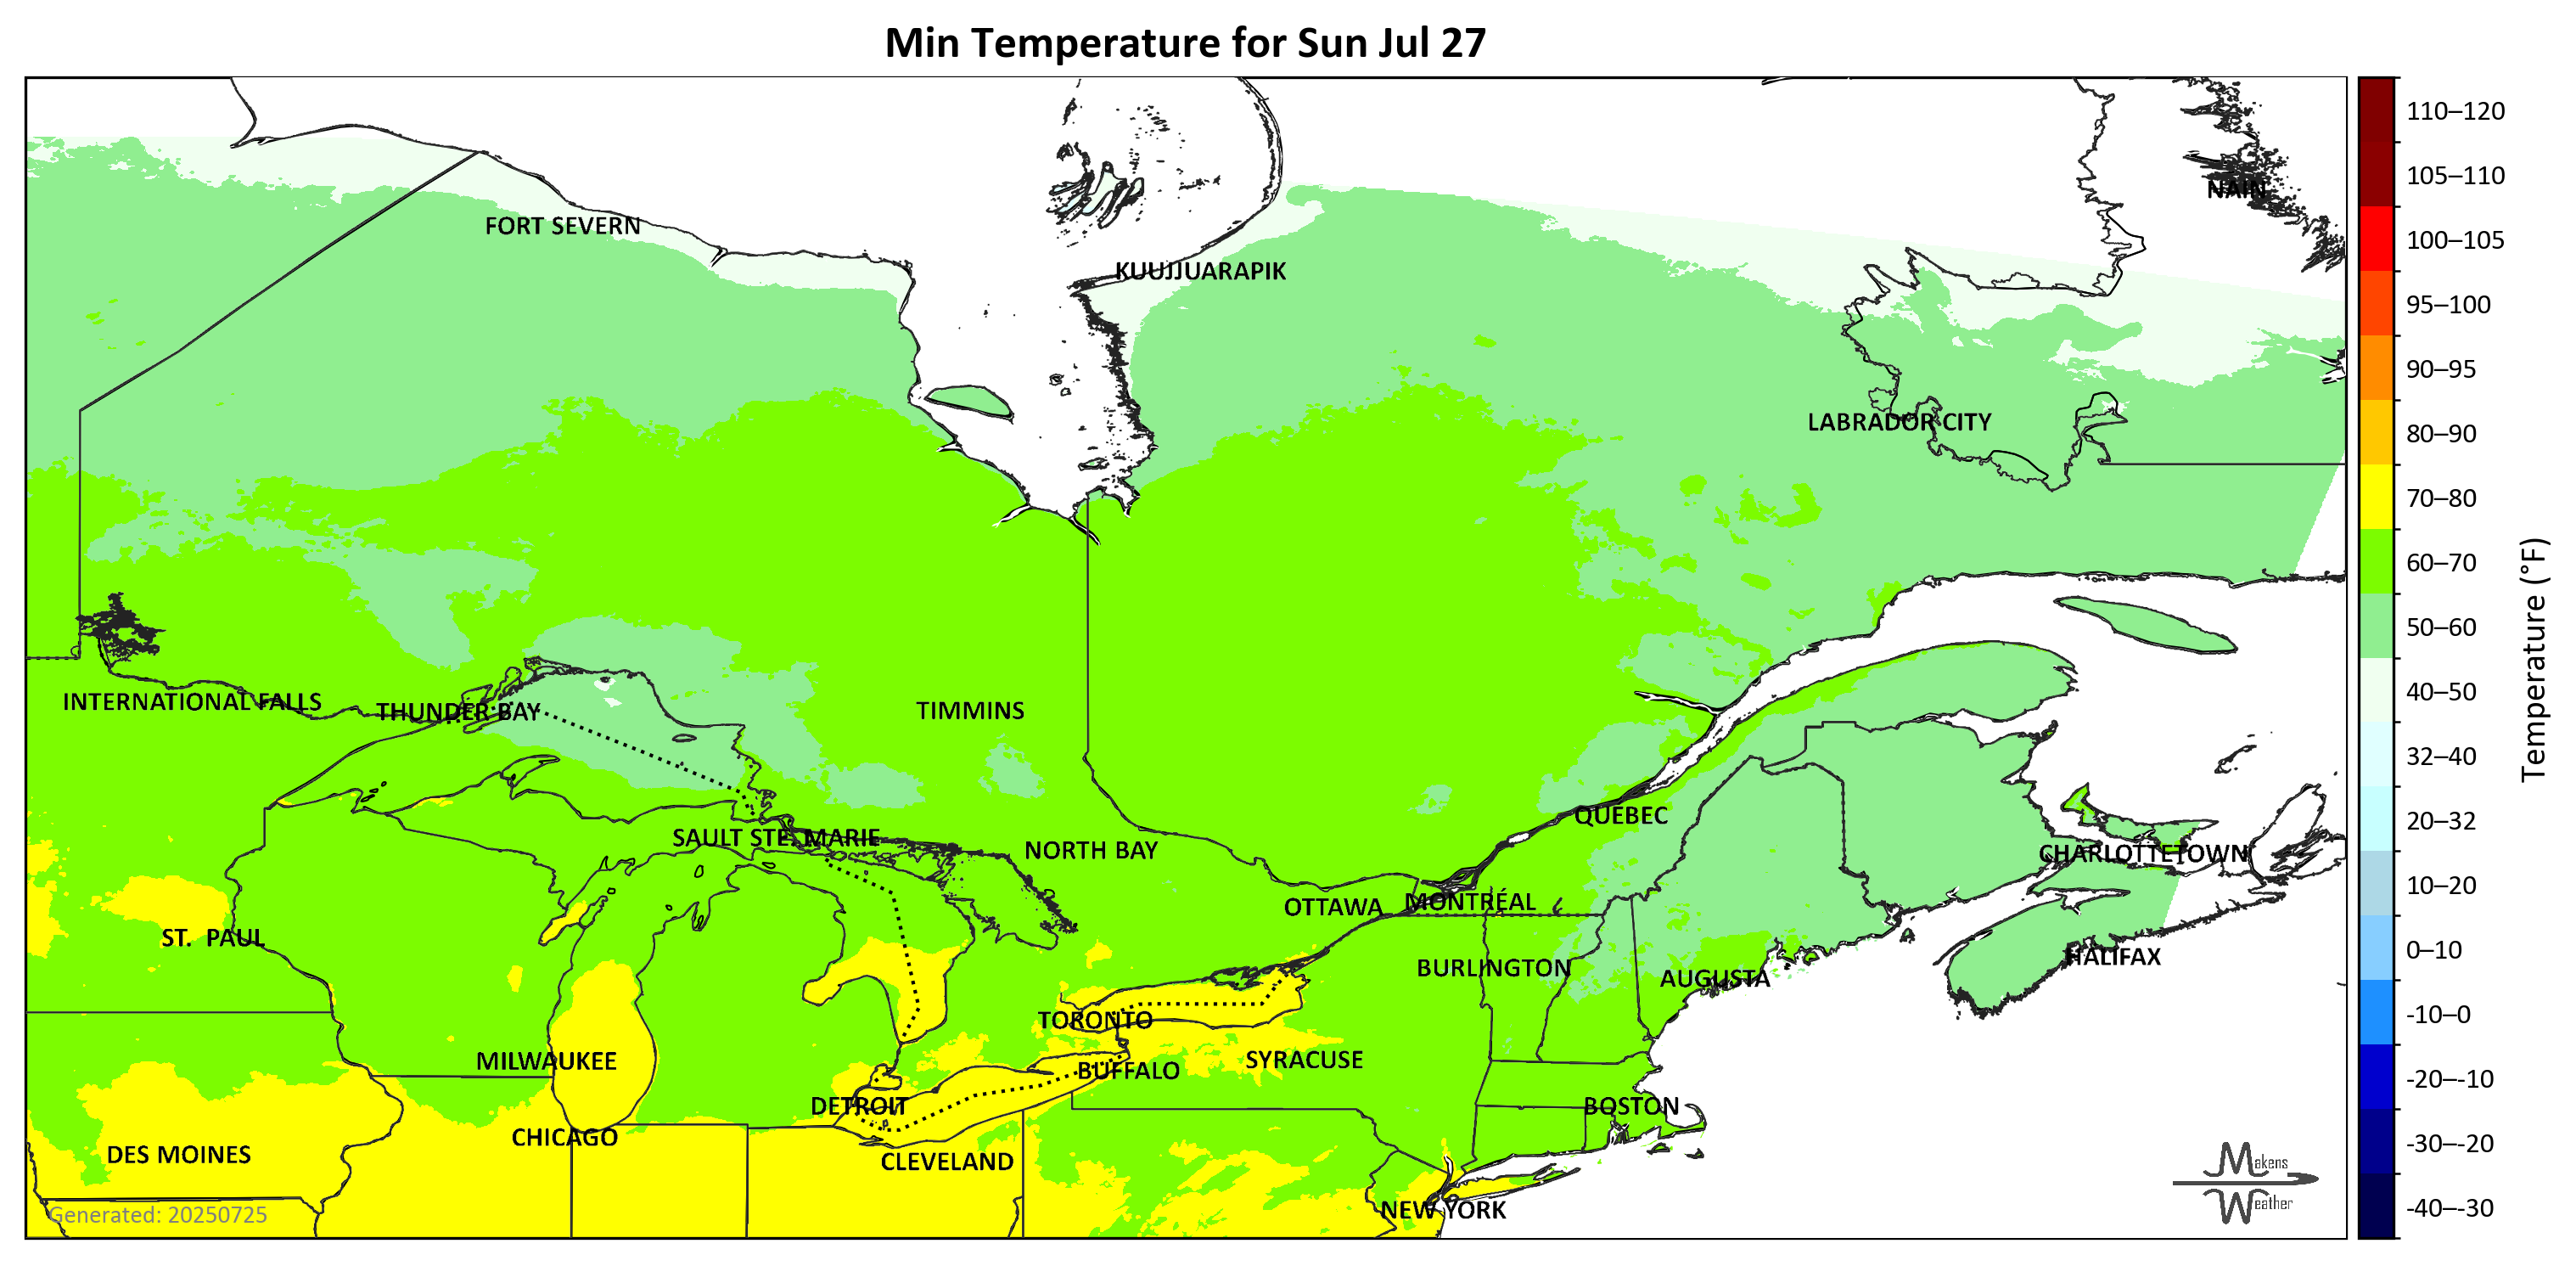 Min Temperature for Sun Jul 27
110–120
105–110
NAIN
FORT SEVERN
100–105
KUUJJUARAPIK
95–100
90–95
LABRADOR CITY
80–90
70–80
60–70
50–60
Temperature (°F)
40–50
INTERNATIONAL FALLS
THUNDER BAY
TIMMINS
32–40
QUÉBEC
20–32
SAULT STE. MARIE
NORTH BAY
CHARLOTTETOWN
10–20
OTTAWA
MONTRÉAL
ST. PAUL
0–10
HALIFAX
BURLINGTON
AUGUSTA
-10–0
TORONTO
MILWAUKEE
SYRACUSE
BUFFALO
-20–-10
DETROIT
BOSTON
CHICAGO
-30–-20
DES MOINES
CLEVELAND
Makens
Weather
NEW YORK
-40–-30
Generated: 20250725